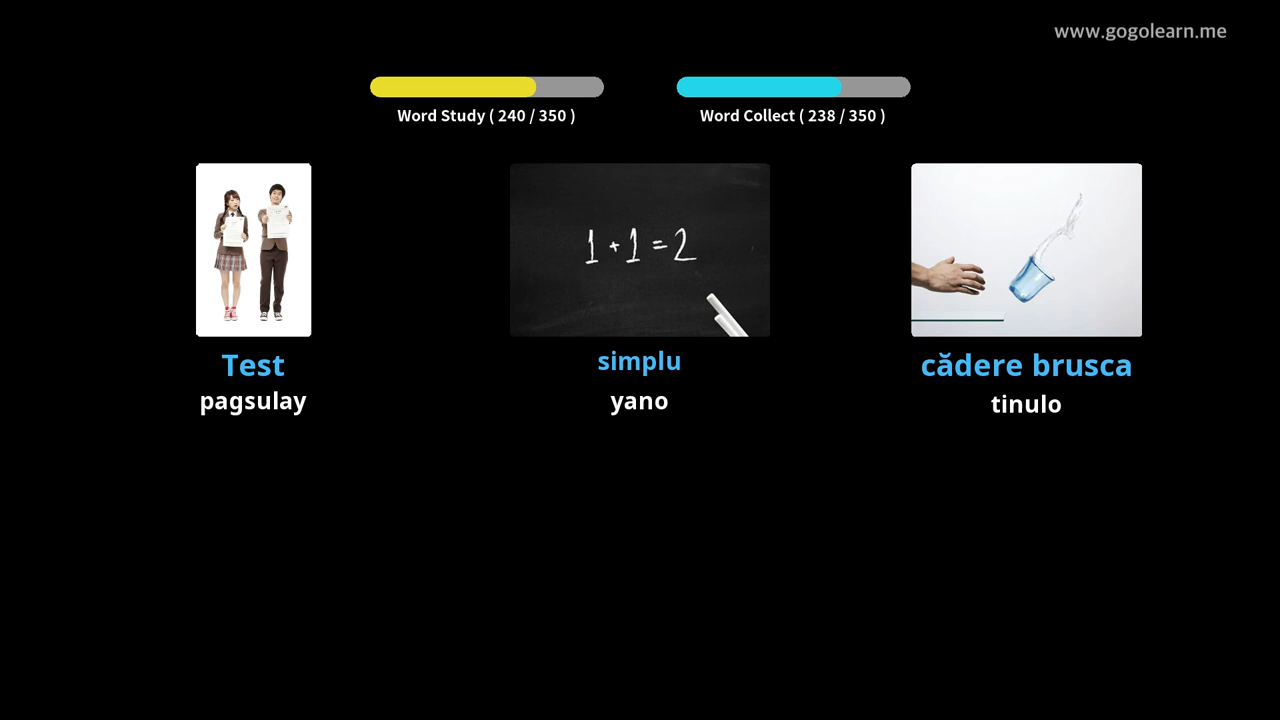 www.gogolearn.me
Word Study ( 240 / 350 )
Word Collect ( 238 / 350 )
1 + 1 = 2
Test
simplu
cădere brusca
pagsulay
yano
tinulo